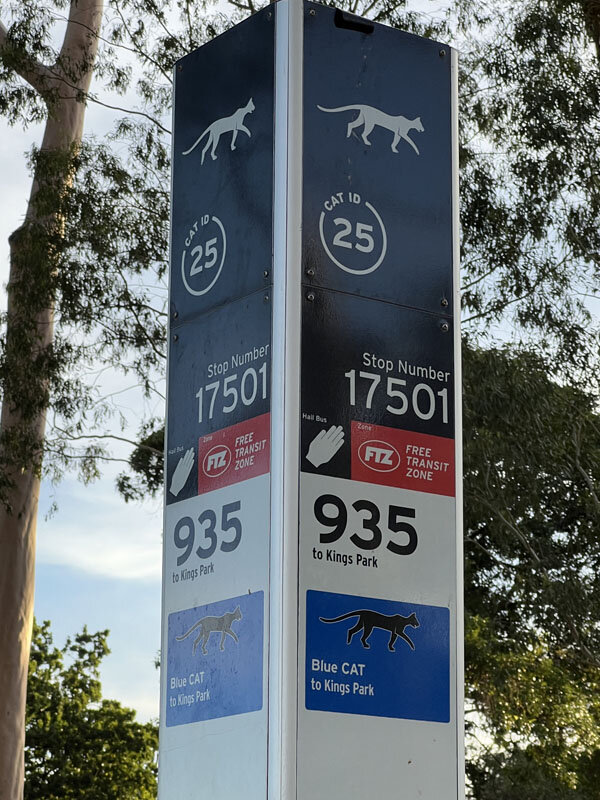 CAT ID
25
Stop Number
17501
Hail Bus
Zone
FTZ
FREE
TRANSIT
ZONE
935
to Kings Park
Blue CAT
to Kings Park
CAT ID
25
Stop Number
17501
Hail Bus
Zone
FTZ
FREE
TRANSIT
ZONE
935
to Kings Park
Blue CAT
to Kings Park